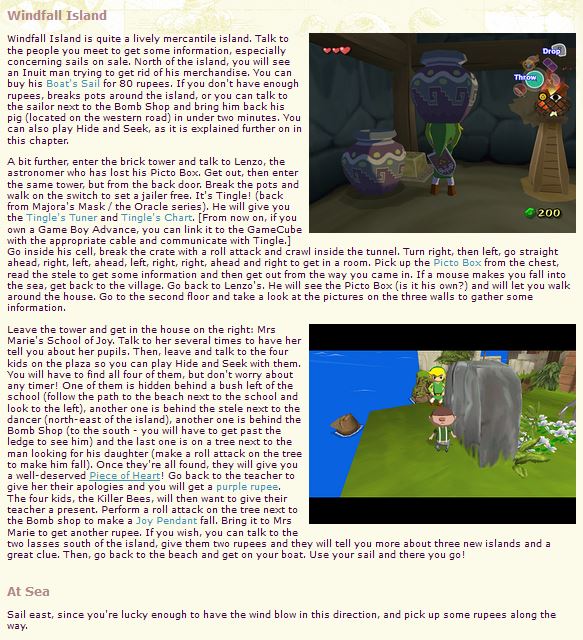 Windfall Island
Windfall Island is quite a lively mercantile island. Talk to
the people you meet to get some information, especially
concerning sails on sale. North of the island, you will see
an Inuit man trying to get rid of his merchandise. You can
buy his Boat's Sail for 80 rupees. If you don't have enough
rupees, breaks pots around the island, or you can talk to
the sailor next to the Bomb Shop and bring him back his
pig (located on the western road) in under two minutes. You
can also play Hide and Seek, as it is explained further on in
this chapter.
Drop
Throw
200
A bit further, enter the brick tower and talk to Lenzo, the
astronomer who has lost his Picto Box. Get out, then enter
the same tower, but from the back door. Break the pots and
walk on the switch to set a jailer free. It's Tingle! (back
from Majora's Mask / the Oracle series). He will give you
the Tingle's Tuner and Tingle's Chart. [From now on, if you
own a Game Boy Advance, you can link it to the GameCube
with the appropriate cable and communicate with Tingle.]
Go inside his cell, break the crate with a roll attack and crawl inside the tunnel. Turn right, then left, go straight
ahead, right, left, ahead, left, right, right, ahead and right to get in a room. Pick up the Picto Box from the chest,
read the stele to get some information and then get out from the way you came in. If a mouse makes you fall into
the sea, get back to the village. Go back to Lenzo's. He will see the Picto Box (is it his own?) and will let you walk
around the house. Go to the second floor and take a look at the pictures on the three walls to gather some
information.
Leave the tower and get in the house on the right: Mrs
Marie's School of Joy. Talk to her several times to have her
tell you about her pupils. Then, leave and talk to the four
kids on the plaza so you can play Hide and Seek with them.
You will have to find all four of them, but don't worry about
any timer! One of them is hidden behind a bush left of the
school (follow the path to the beach next to the school and
look to the left), another one is behind the stele next to the
dancer (north-east of the island), another one is behind the
Bomb Shop (to the south - you will have to get past the
ledge to see him) and the last one is on a tree next to the
man looking for his daughter (make a roll attack on the tree
to make him fall). Once they're all found, they will give you
a well-deserved Piece of Heart! Go back to the teacher to
give her their apologies and you will get a purple rupee.
The four kids, the Killer Bees, will then want to give their
teacher a present. Perform a roll attack on the tree next to
the Bomb shop to make a Joy Pendant fall. Bring it to Mrs
Marie to get another rupee. If you wish, you can talk to the
two lasses south of the island, give them two rupees and they will tell you more about three new islands and a
great clue. Then, go back to the beach and get on your boat. Use your sail and there you go!
At Sea
Sail east, since you're lucky enough to have the wind blow in this direction, and pick up some rupees along the
way.